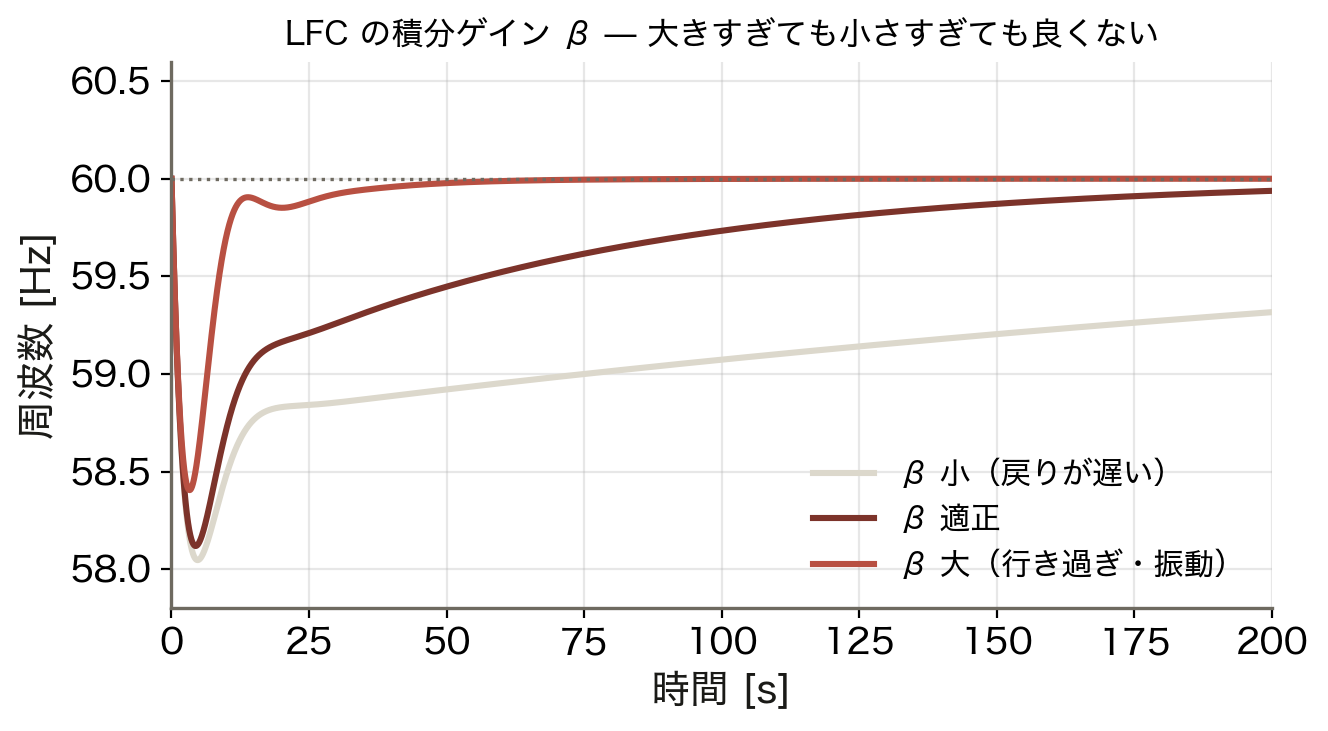 LFC の積分ゲイン β — 大きすぎても小さすぎても良くない
周波数 [Hz]
60.5
60.0
59.5
59.0
58.5
58.0
β 小（戻りが遅い）
β 適正
β 大（行き過ぎ・振動）
0 25 50 75 100 125 150 175 200
時間 [s]